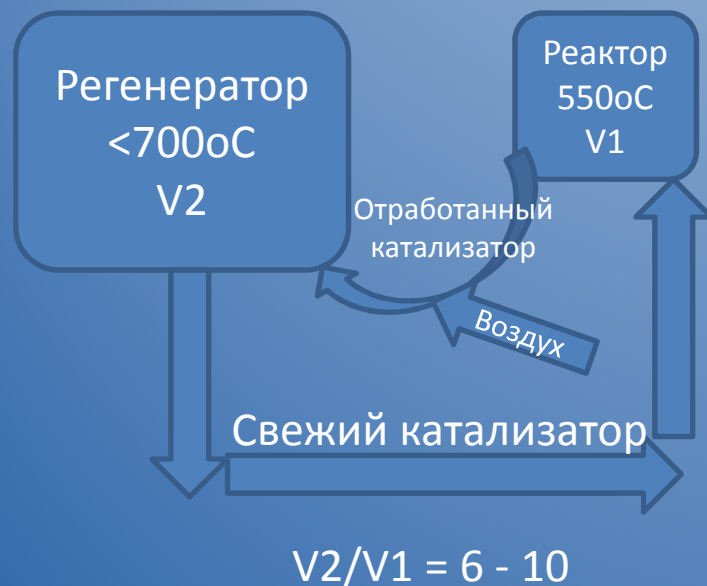 Регенератор
<700оС
V2
Реактор
550оС
V1
Отработанный
катализатор
Воздух
Свежий катализатор
V2/V1 = 6 - 10